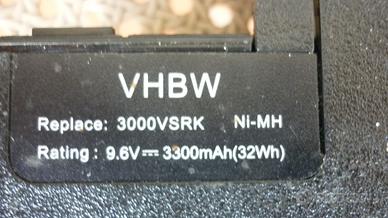 VHBW
Replace: 3000VSRK Ni-MH
Rating : 9.6V⎓3300mAh(32Wh)